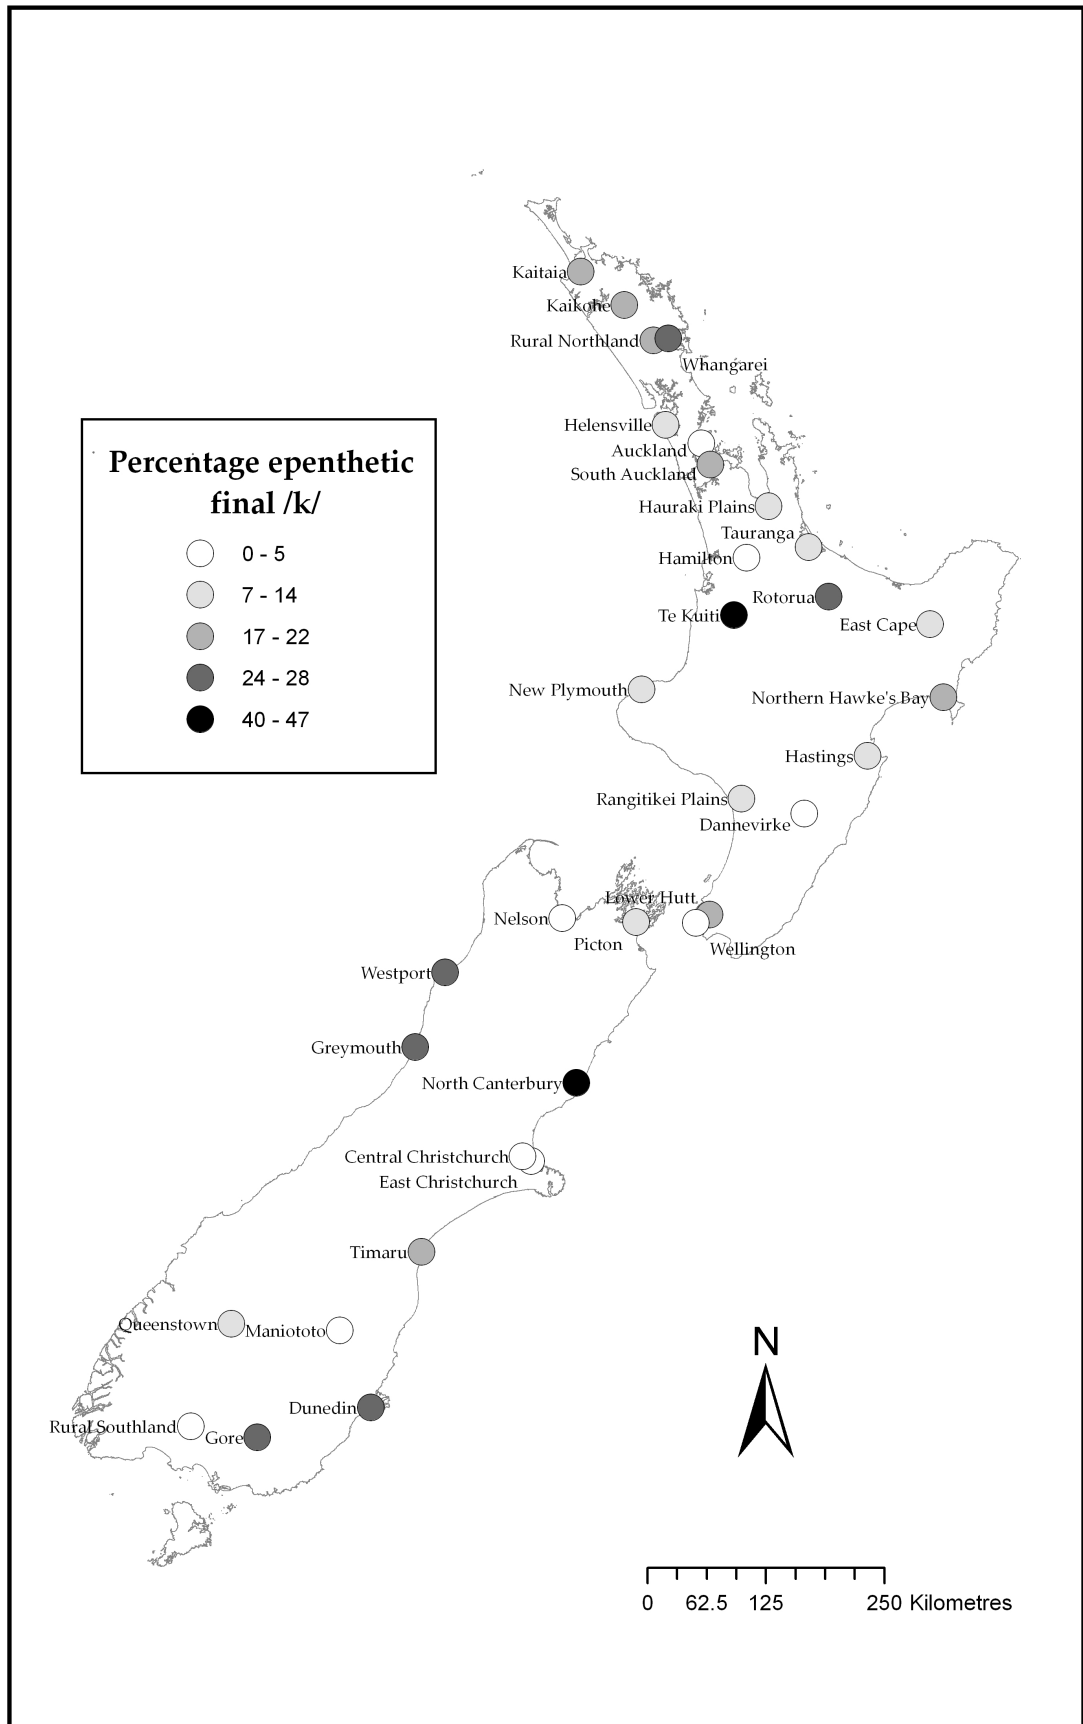 Kaitaia
Kaikohe
Rural Northland
Whangarei
Helensville
Auckland
South Auckland
Percentage epenthetic
final /k/
0 - 5
7 - 14
17 - 22
24 - 28
40 - 47
Hauraki Plains
Tauranga
Hamilton
Rotorua
Te Kuiti
East Cape
New Plymouth
Northern Hawke's Bay
Hastings
Rangitikei Plains
Dannevirke
Lower Hutt
Nelson
Picton
Wellington
Westport
Greymouth
North Canterbury
Central Christchurch
East Christchurch
Timaru
Queenstown
Maniototo
N
Dunedin
Rural Southland
Gore
0 62.5 125 250 Kilometres